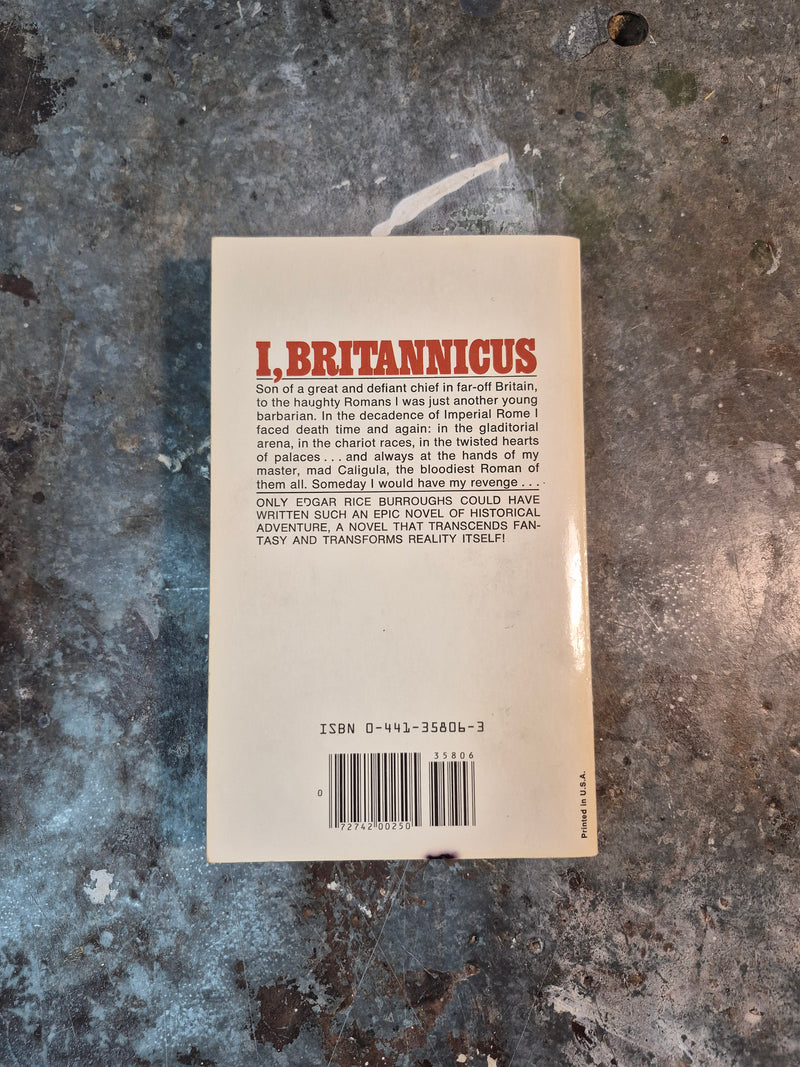 I, BRITANNICUS
Son of a great and defiant chief in far-off Britain,
to the haughty Romans I was just another young
barbarian. In the decadence of Imperial Rome I
faced death time and again: in the gladitorial
arena, in the chariot races, in the twisted hearts
of palaces . . . and always at the hands of my
master, mad Caligula, the bloodiest Roman of
them all. Someday I would have my revenge . . .
ONLY EDGAR RICE BURROUGHS COULD HAVE
WRITTEN SUCH AN EPIC NOVEL OF HISTORICAL
ADVENTURE, A NOVEL THAT TRANSCENDS FAN-
TASY AND TRANSFORMS REALITY ITSELF!
ISBN 0-441-35806-3
35806
0
72742 00250
Printed in U.S.A.